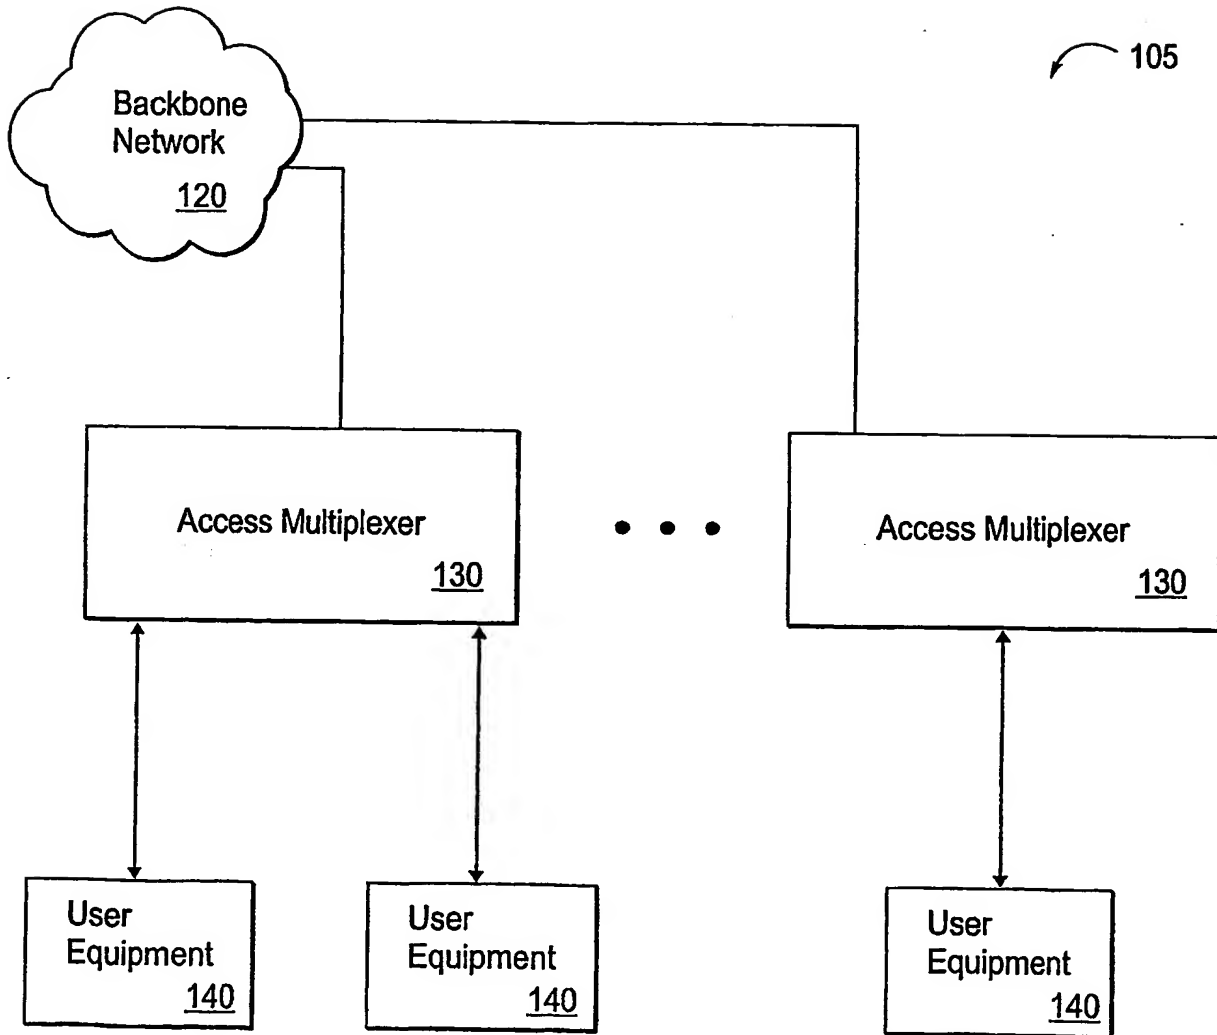 105
Backbone
Network
120
Access Multiplexer
130
Access Multiplexer
130
User
Equipment
140
User
Equipment
140
User
Equipment
140